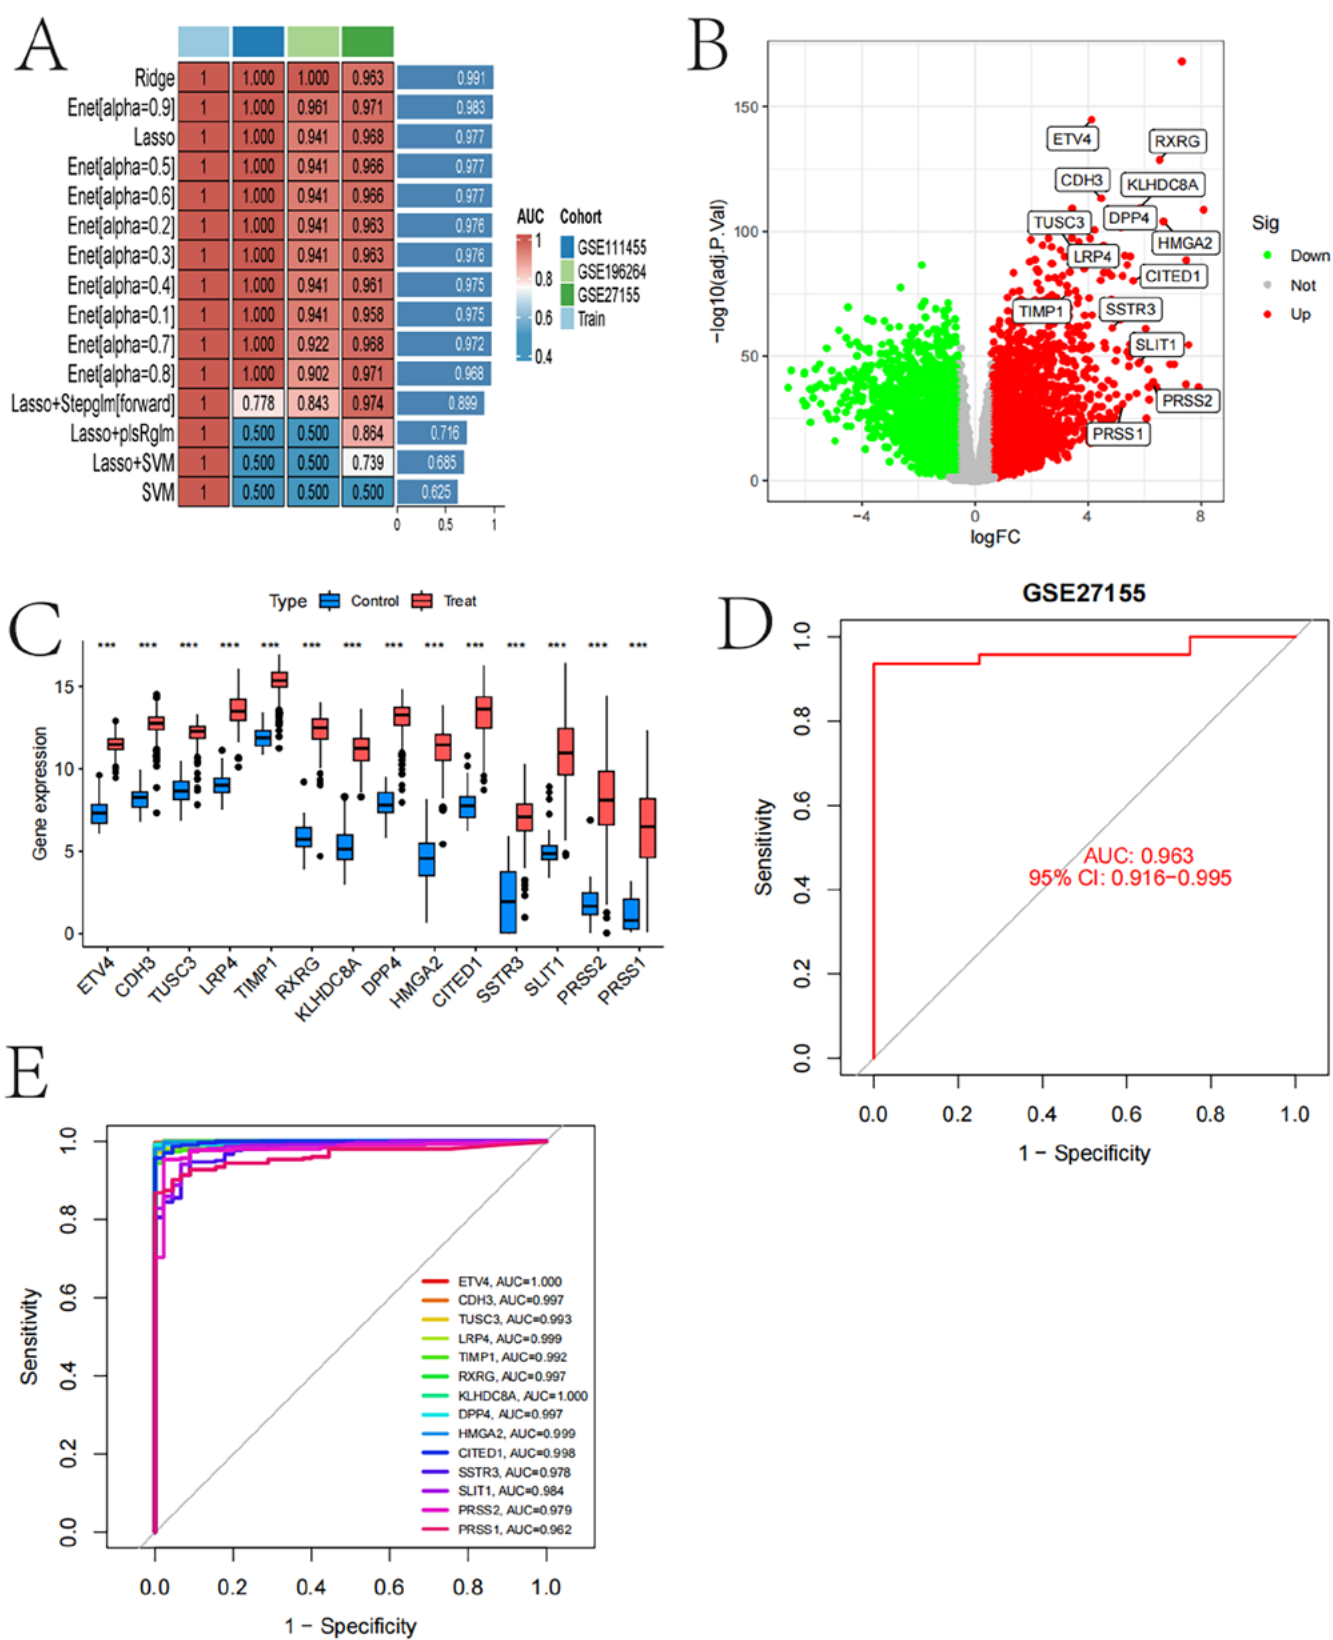 A
Ridge 1 1.000 1.000 0.963 0.991
Enet[alpha=0.9] 1 1.000 0.961 0.971 0.983
Lasso 1 1.000 0.941 0.968 0.977
Enet[alpha=0.5] 1 1.000 0.941 0.966 0.977
Enet[alpha=0.6] 1 1.000 0.941 0.966 0.977
Enet[alpha=0.2] 1 1.000 0.941 0.963 0.976
Enet[alpha=0.3] 1 1.000 0.941 0.963 0.976
Enet[alpha=0.4] 1 1.000 0.941 0.961 0.975
Enet[alpha=0.1] 1 1.000 0.941 0.958 0.975
Enet[alpha=0.7] 1 1.000 0.922 0.968 0.972
Enet[alpha=0.8] 1 1.000 0.902 0.971 0.968
Lasso+Stepglm[forward] 1 0.778 0.843 0.974 0.899
Lasso+plsRglm 1 0.500 0.500 0.864 0.716
Lasso+SVM 1 0.500 0.500 0.739 0.685
SVM 1 0.500 0.500 0.500 0.625
0 0.5 1
AUC
1
0.8
0.6
0.4
Cohort
GSE111455
GSE196264
GSE27155
Train
B
−log10(adj.P.Val)
150
100
50
0
ETV4
RXRG
CDH3
KLHDC8A
TUSC3
DPP4
HMGA2
LRP4
CITED1
TIMP1
SSTR3
SLIT1
PRSS2
PRSS1
−4 0 4 8
logFC
Sig
Down
Not
Up
C
Type Control Treat
*** *** *** *** *** *** *** *** *** *** *** *** *** ***
Gene expression
15
10
5
0
ETV4 CDH3 TUSC3 LRP4 TIMP1 RXRG KLHDC8A DPP4 HMGA2 CITED1 SSTR3 SLIT1 PRSS2 PRSS1
D
GSE27155
Sensitivity
1.0
0.8
0.6
0.4
0.2
0.0
AUC: 0.963
95% CI: 0.916−0.995
0.0 0.2 0.4 0.6 0.8 1.0
1 − Specificity
E
Sensitivity
1.0
0.8
0.6
0.4
0.2
0.0
ETV4, AUC=1.000
CDH3, AUC=0.997
TUSC3, AUC=0.993
LRP4, AUC=0.999
TIMP1, AUC=0.992
RXRG, AUC=0.997
KLHDC8A, AUC=1.000
DPP4, AUC=0.997
HMGA2, AUC=0.999
CITED1, AUC=0.998
SSTR3, AUC=0.978
SLIT1, AUC=0.984
PRSS2, AUC=0.979
PRSS1, AUC=0.962
0.0 0.2 0.4 0.6 0.8 1.0
1 − Specificity